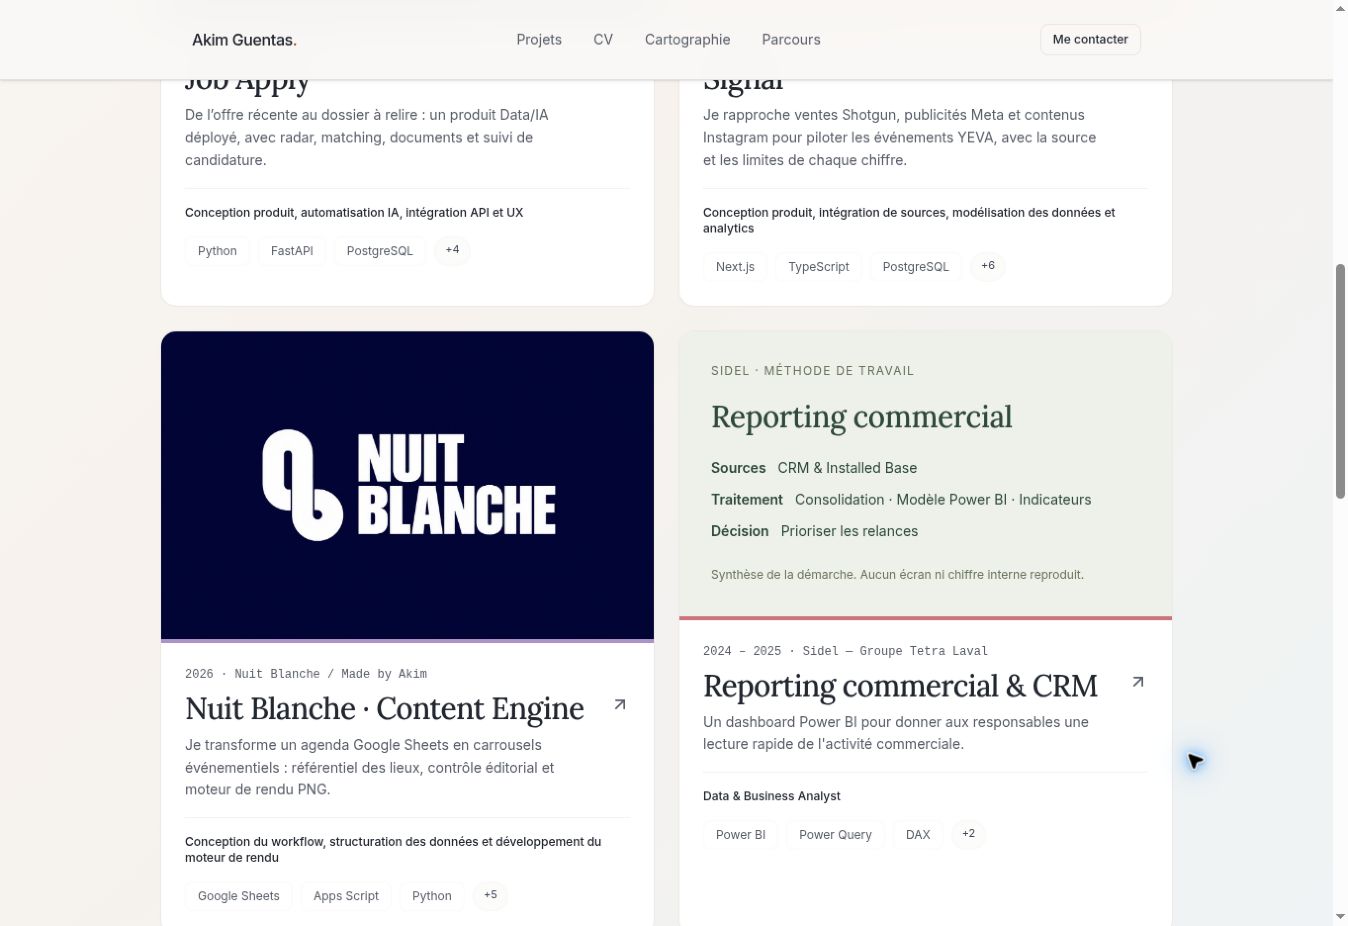 Akim Guentas.
Projets
CV
Cartographie
Parcours
Me contacter
Job Apply
De l’offre récente au dossier à relire : un produit Data/IA
déployé, avec radar, matching, documents et suivi de
candidature.
Conception produit, automatisation IA, intégration API et UX
Python
FastAPI
PostgreSQL
+4
Signal
Je rapproche ventes Shotgun, publicités Meta et contenus
Instagram pour piloter les événements YEVA, avec la source
et les limites de chaque chiffre.
Conception produit, intégration de sources, modélisation des données et
analytics
Next.js
TypeScript
PostgreSQL
+6
NUIT
BLANCHE
2026 · Nuit Blanche / Made by Akim
Nuit Blanche · Content Engine
Je transforme un agenda Google Sheets en carrousels
événementiels : référentiel des lieux, contrôle éditorial et
moteur de rendu PNG.
Conception du workflow, structuration des données et développement du
moteur de rendu
Google Sheets
Apps Script
Python
+5
SIDEL · MÉTHODE DE TRAVAIL
Reporting commercial
Sources CRM & Installed Base
Traitement Consolidation · Modèle Power BI · Indicateurs
Décision Prioriser les relances
Synthèse de la démarche. Aucun écran ni chiffre interne reproduit.
2024 – 2025 · Sidel — Groupe Tetra Laval
Reporting commercial & CRM
Un dashboard Power BI pour donner aux responsables une
lecture rapide de l'activité commerciale.
Data & Business Analyst
Power BI
Power Query
DAX
+2